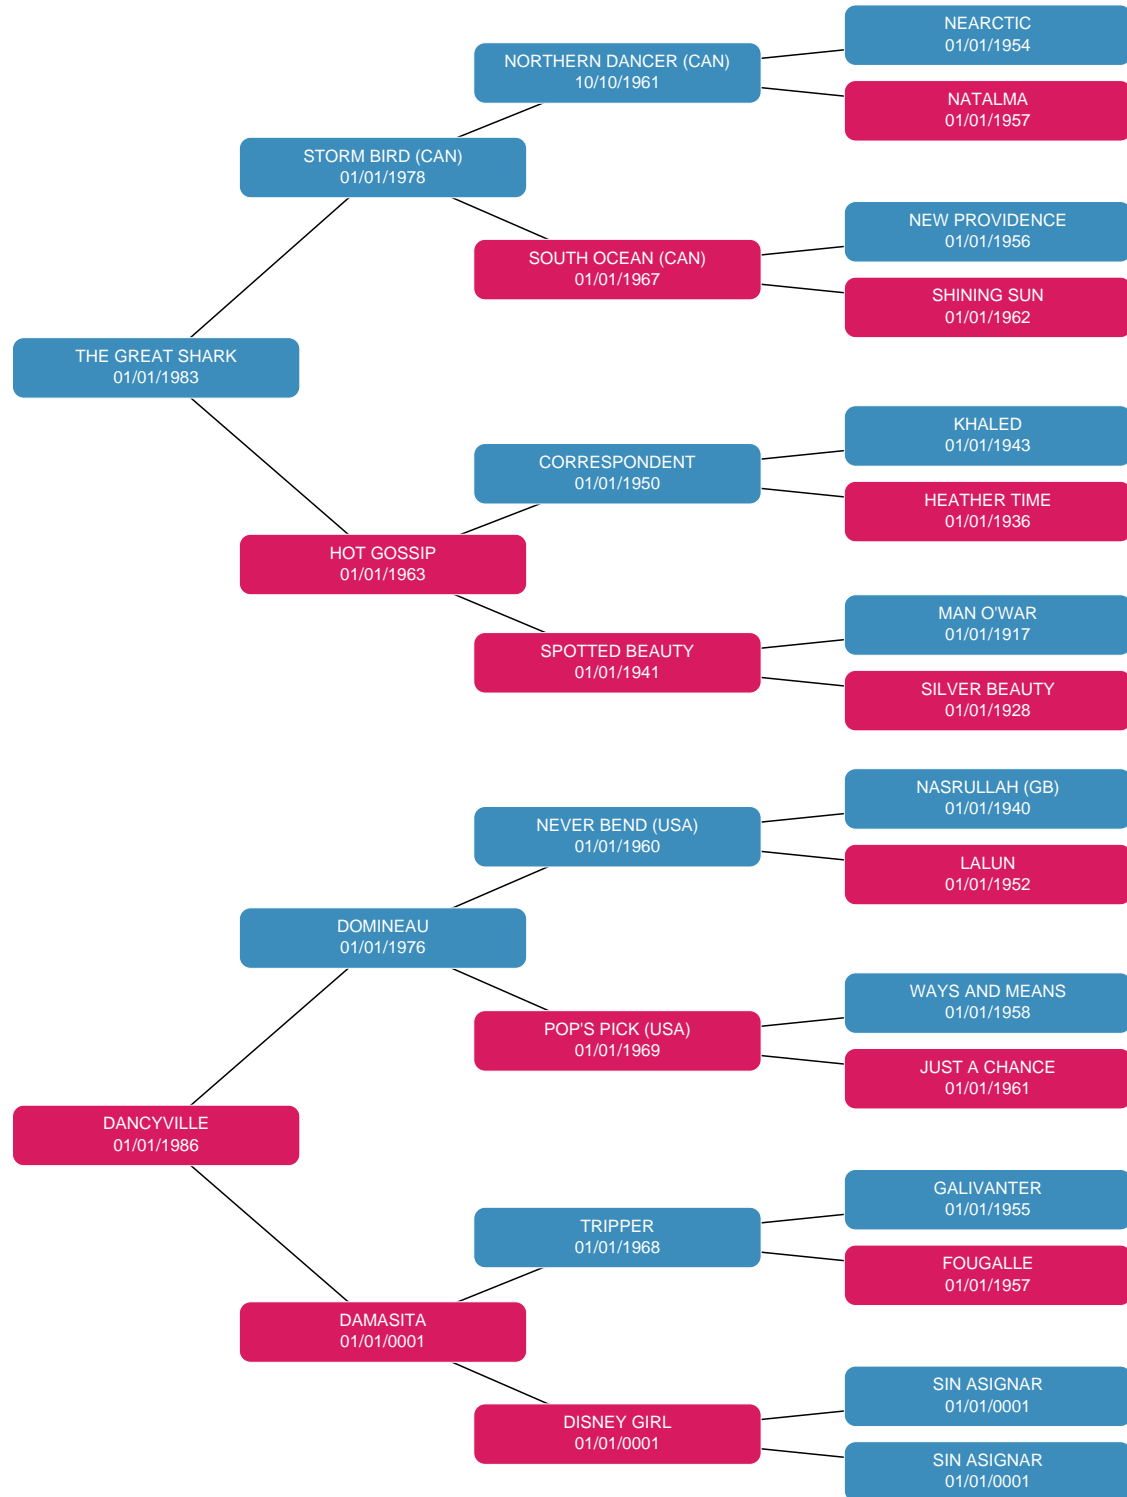 NEARCTIC
01/01/1954
NORTHERN DANCER (CAN)
10/10/1961
NATALMA
01/01/1957
STORM BIRD (CAN)
01/01/1978
NEW PROVIDENCE
01/01/1956
SOUTH OCEAN (CAN)
01/01/1967
SHINING SUN
01/01/1962
THE GREAT SHARK
01/01/1983
KHALED
01/01/1943
CORRESPONDENT
01/01/1950
HEATHER TIME
01/01/1936
HOT GOSSIP
01/01/1963
MAN O'WAR
01/01/1917
SPOTTED BEAUTY
01/01/1941
SILVER BEAUTY
01/01/1928
NASRULLAH (GB)
01/01/1940
NEVER BEND (USA)
01/01/1960
LALUN
01/01/1952
DOMINEAU
01/01/1976
WAYS AND MEANS
01/01/1958
POP'S PICK (USA)
01/01/1969
JUST A CHANCE
01/01/1961
DANCYVILLE
01/01/1986
GALIVANTER
01/01/1955
TRIPPER
01/01/1968
FOUGALLE
01/01/1957
DAMASITA
01/01/0001
SIN ASIGNAR
01/01/0001
DISNEY GIRL
01/01/0001
SIN ASIGNAR
01/01/0001